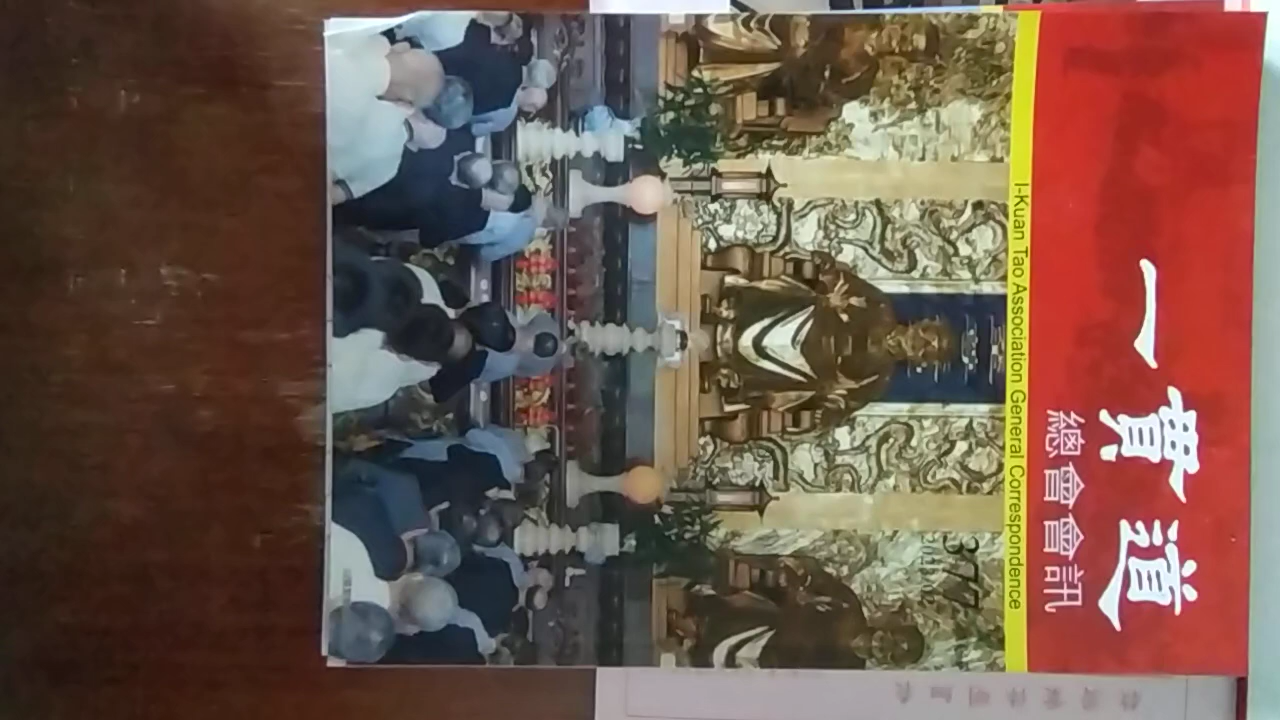 一貫道
總會會訊
I-Kuan Tao Association General Correspondence
377